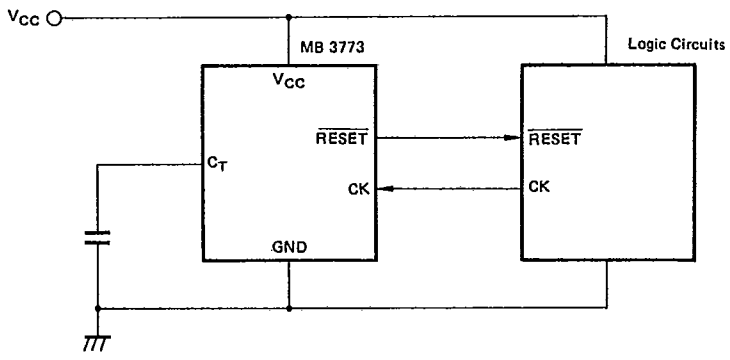 VCC
MB 3773
Logic Circuits
VCC
RESET
RESET
CT
CK
CK
GND